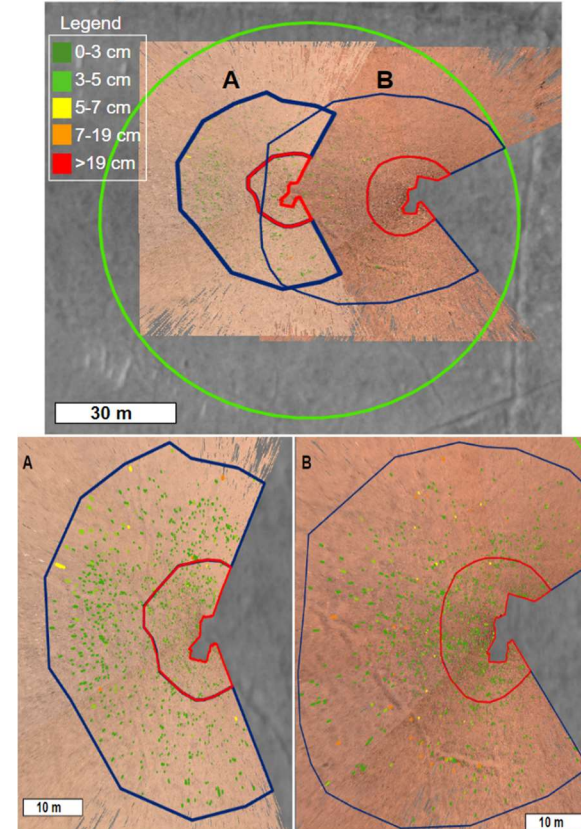 Legend
0-3 cm
3-5 cm
5-7 cm
7-19 cm
>19 cm
A
B
30 m
A
B
10 m
10 m